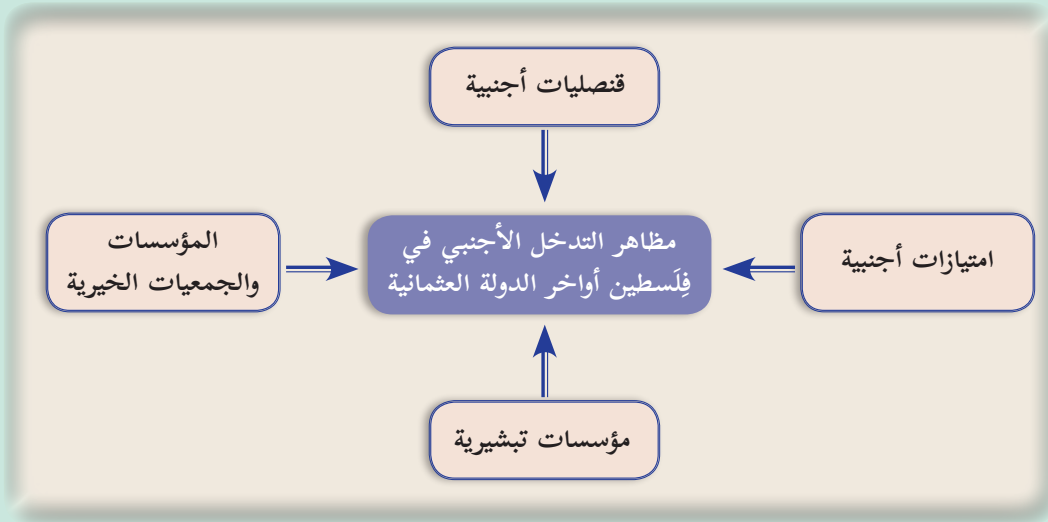 قنصليات أجنبية
امتيازات أجنبية
مظاهر التدخل الأجنبي في
فِلَسطين أواخر الدولة العثمانية
المؤسسات
والجمعيات الخيرية
مؤسسات تبشيرية